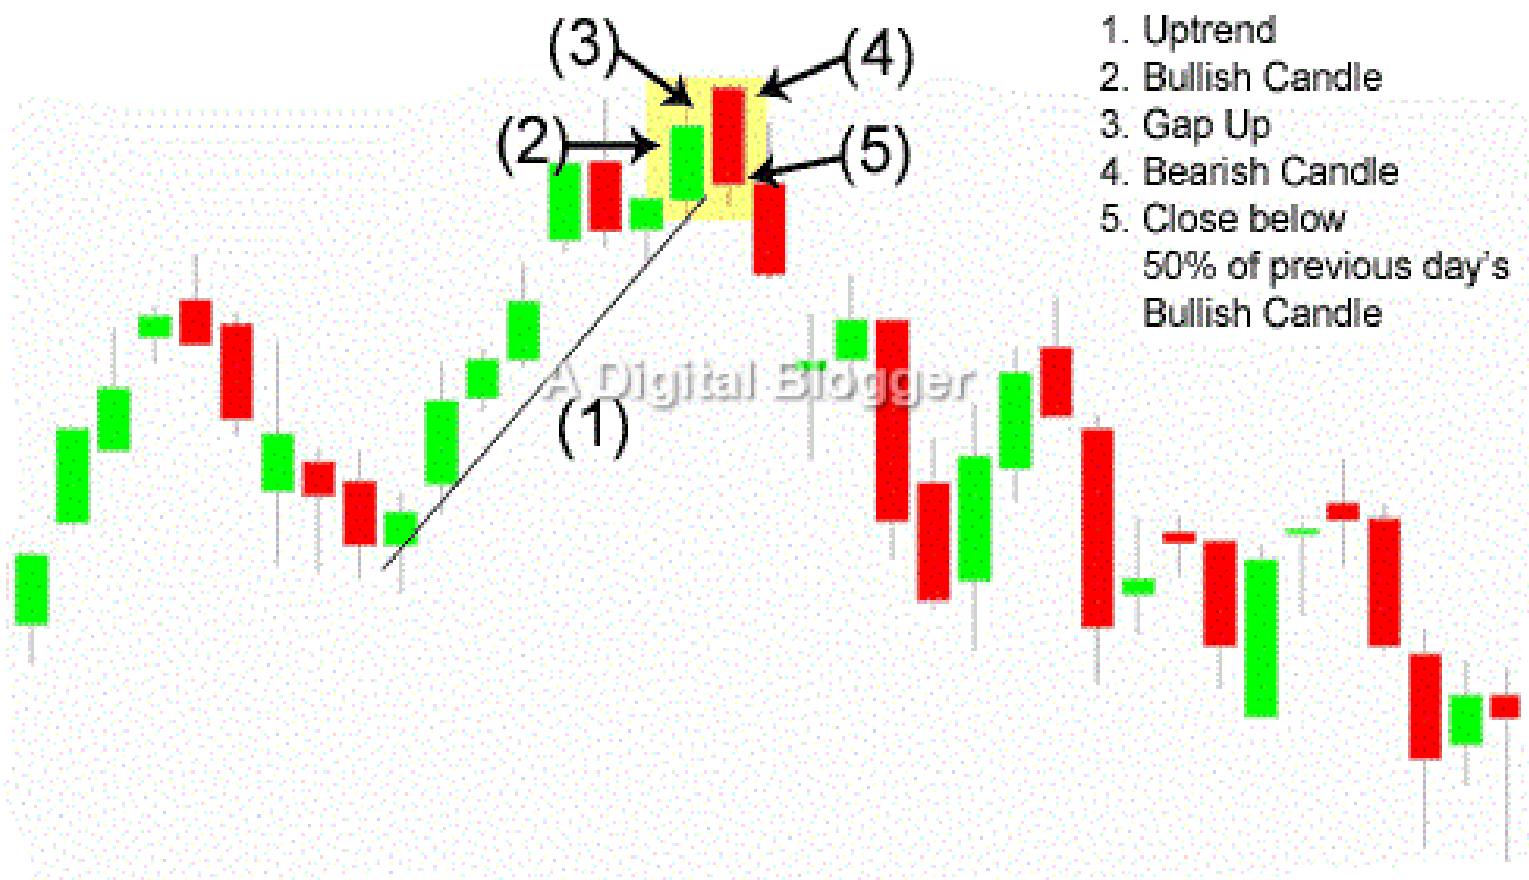 (3)
(4)
(2)
(5)
(1)
1. Uptrend
2. Bullish Candle
3. Gap Up
4. Bearish Candle
5. Close below
50% of previous day's
Bullish Candle
A Digital Blogger